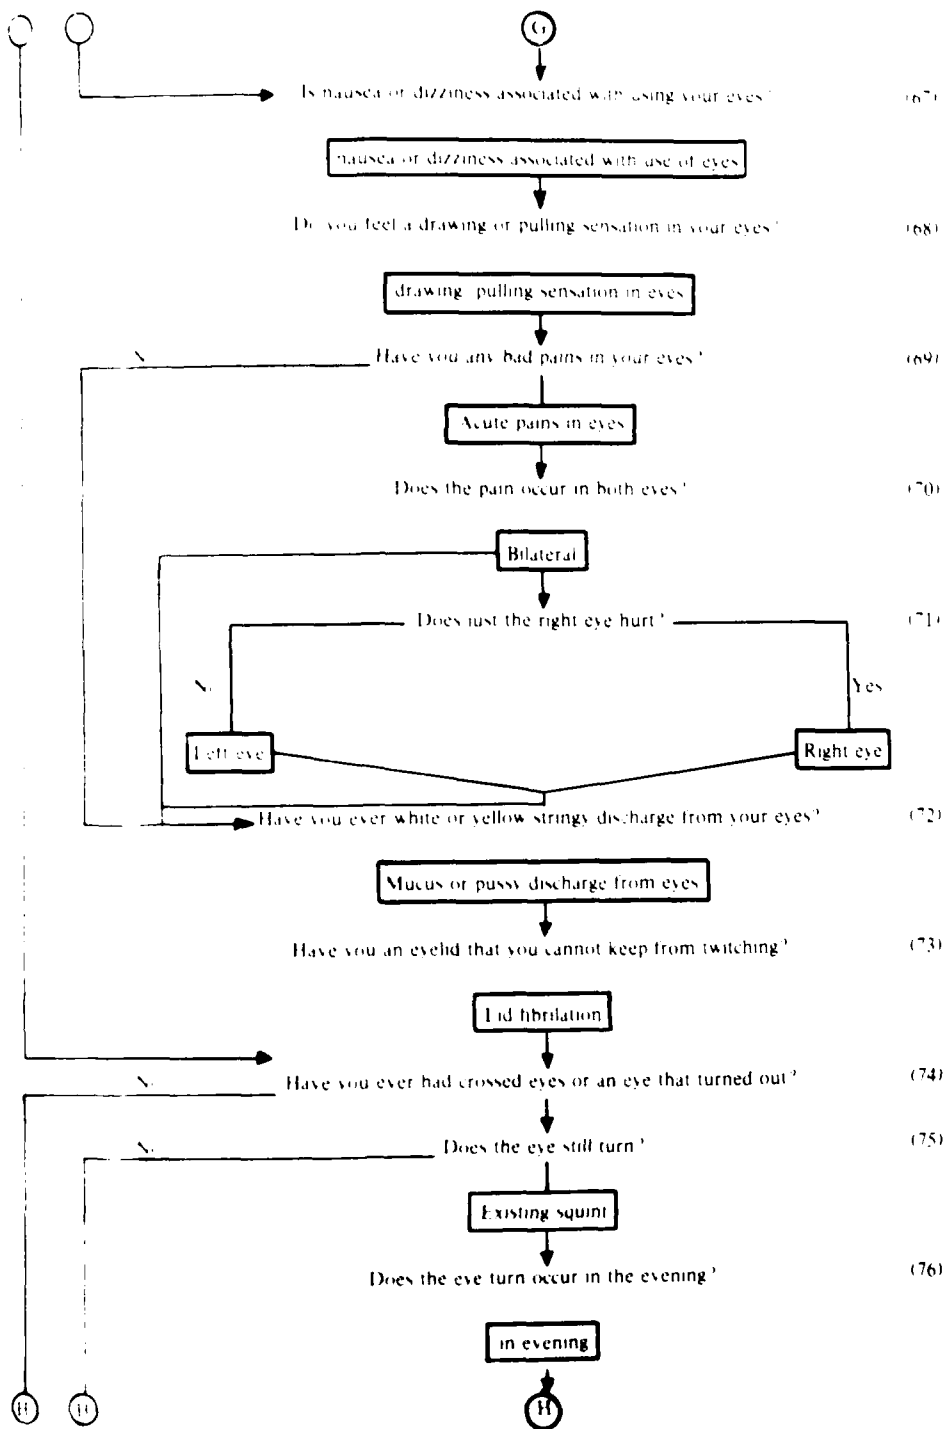 G
Is nausea or dizziness associated with using your eyes? (67)
nausea or dizziness associated with use of eyes
Do you feel a drawing or pulling sensation in your eyes? (68)
drawing pulling sensation in eyes
N Have you any bad pains in your eyes? (69)
Acute pains in eyes
Does the pain occur in both eyes? (70)
Bilateral
Does just the right eye hurt? (71)
N Yes
Left eye Right eye
Have you ever white or yellow stringy discharge from your eyes? (72)
Mucus or pussy discharge from eyes
Have you an eyelid that you cannot keep from twitching? (73)
Lid fibrilation
N Have you ever had crossed eyes or an eye that turned out? (74)
N Does the eye still turn? (75)
Existing squint
Does the eye turn occur in the evening? (76)
in evening
H H H